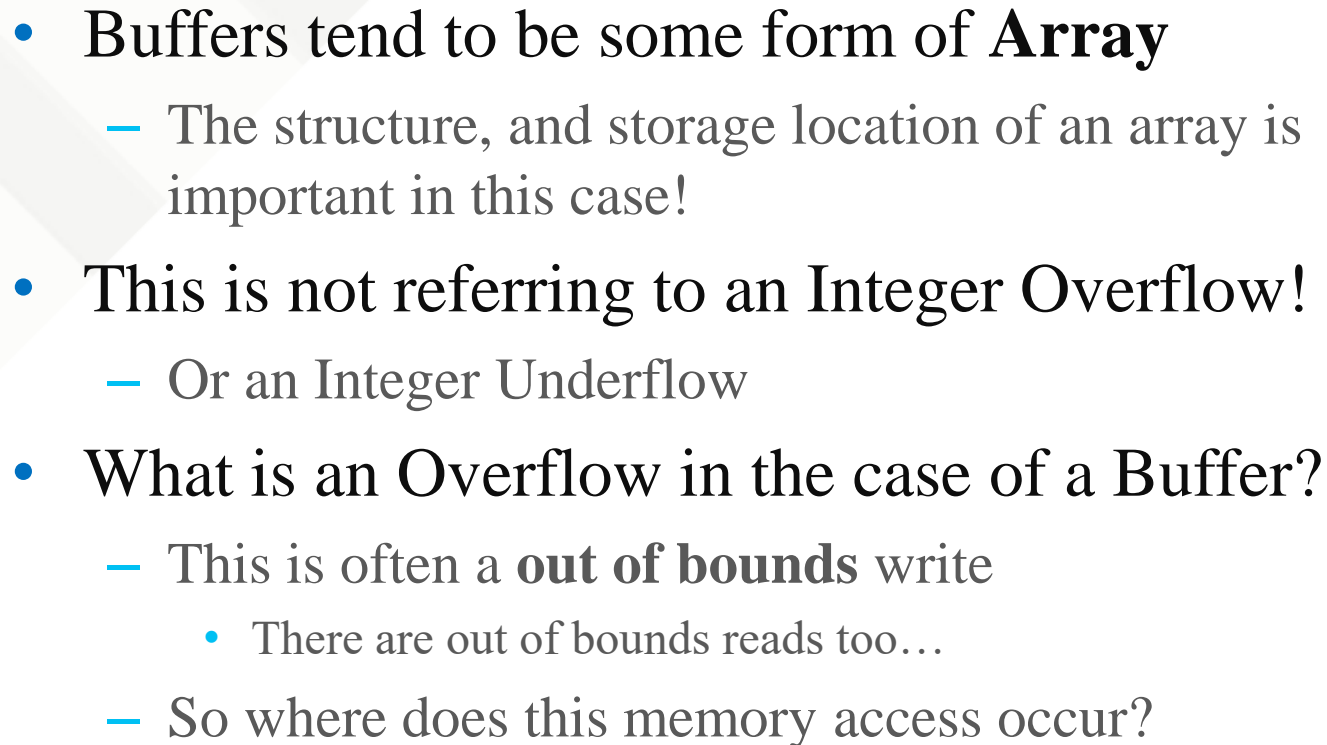 • Buffers tend to be some form of Array
– The structure, and storage location of an array is
important in this case!
• This is not referring to an Integer Overflow!
– Or an Integer Underflow
• What is an Overflow in the case of a Buffer?
– This is often a out of bounds write
• There are out of bounds reads too…
– So where does this memory access occur?